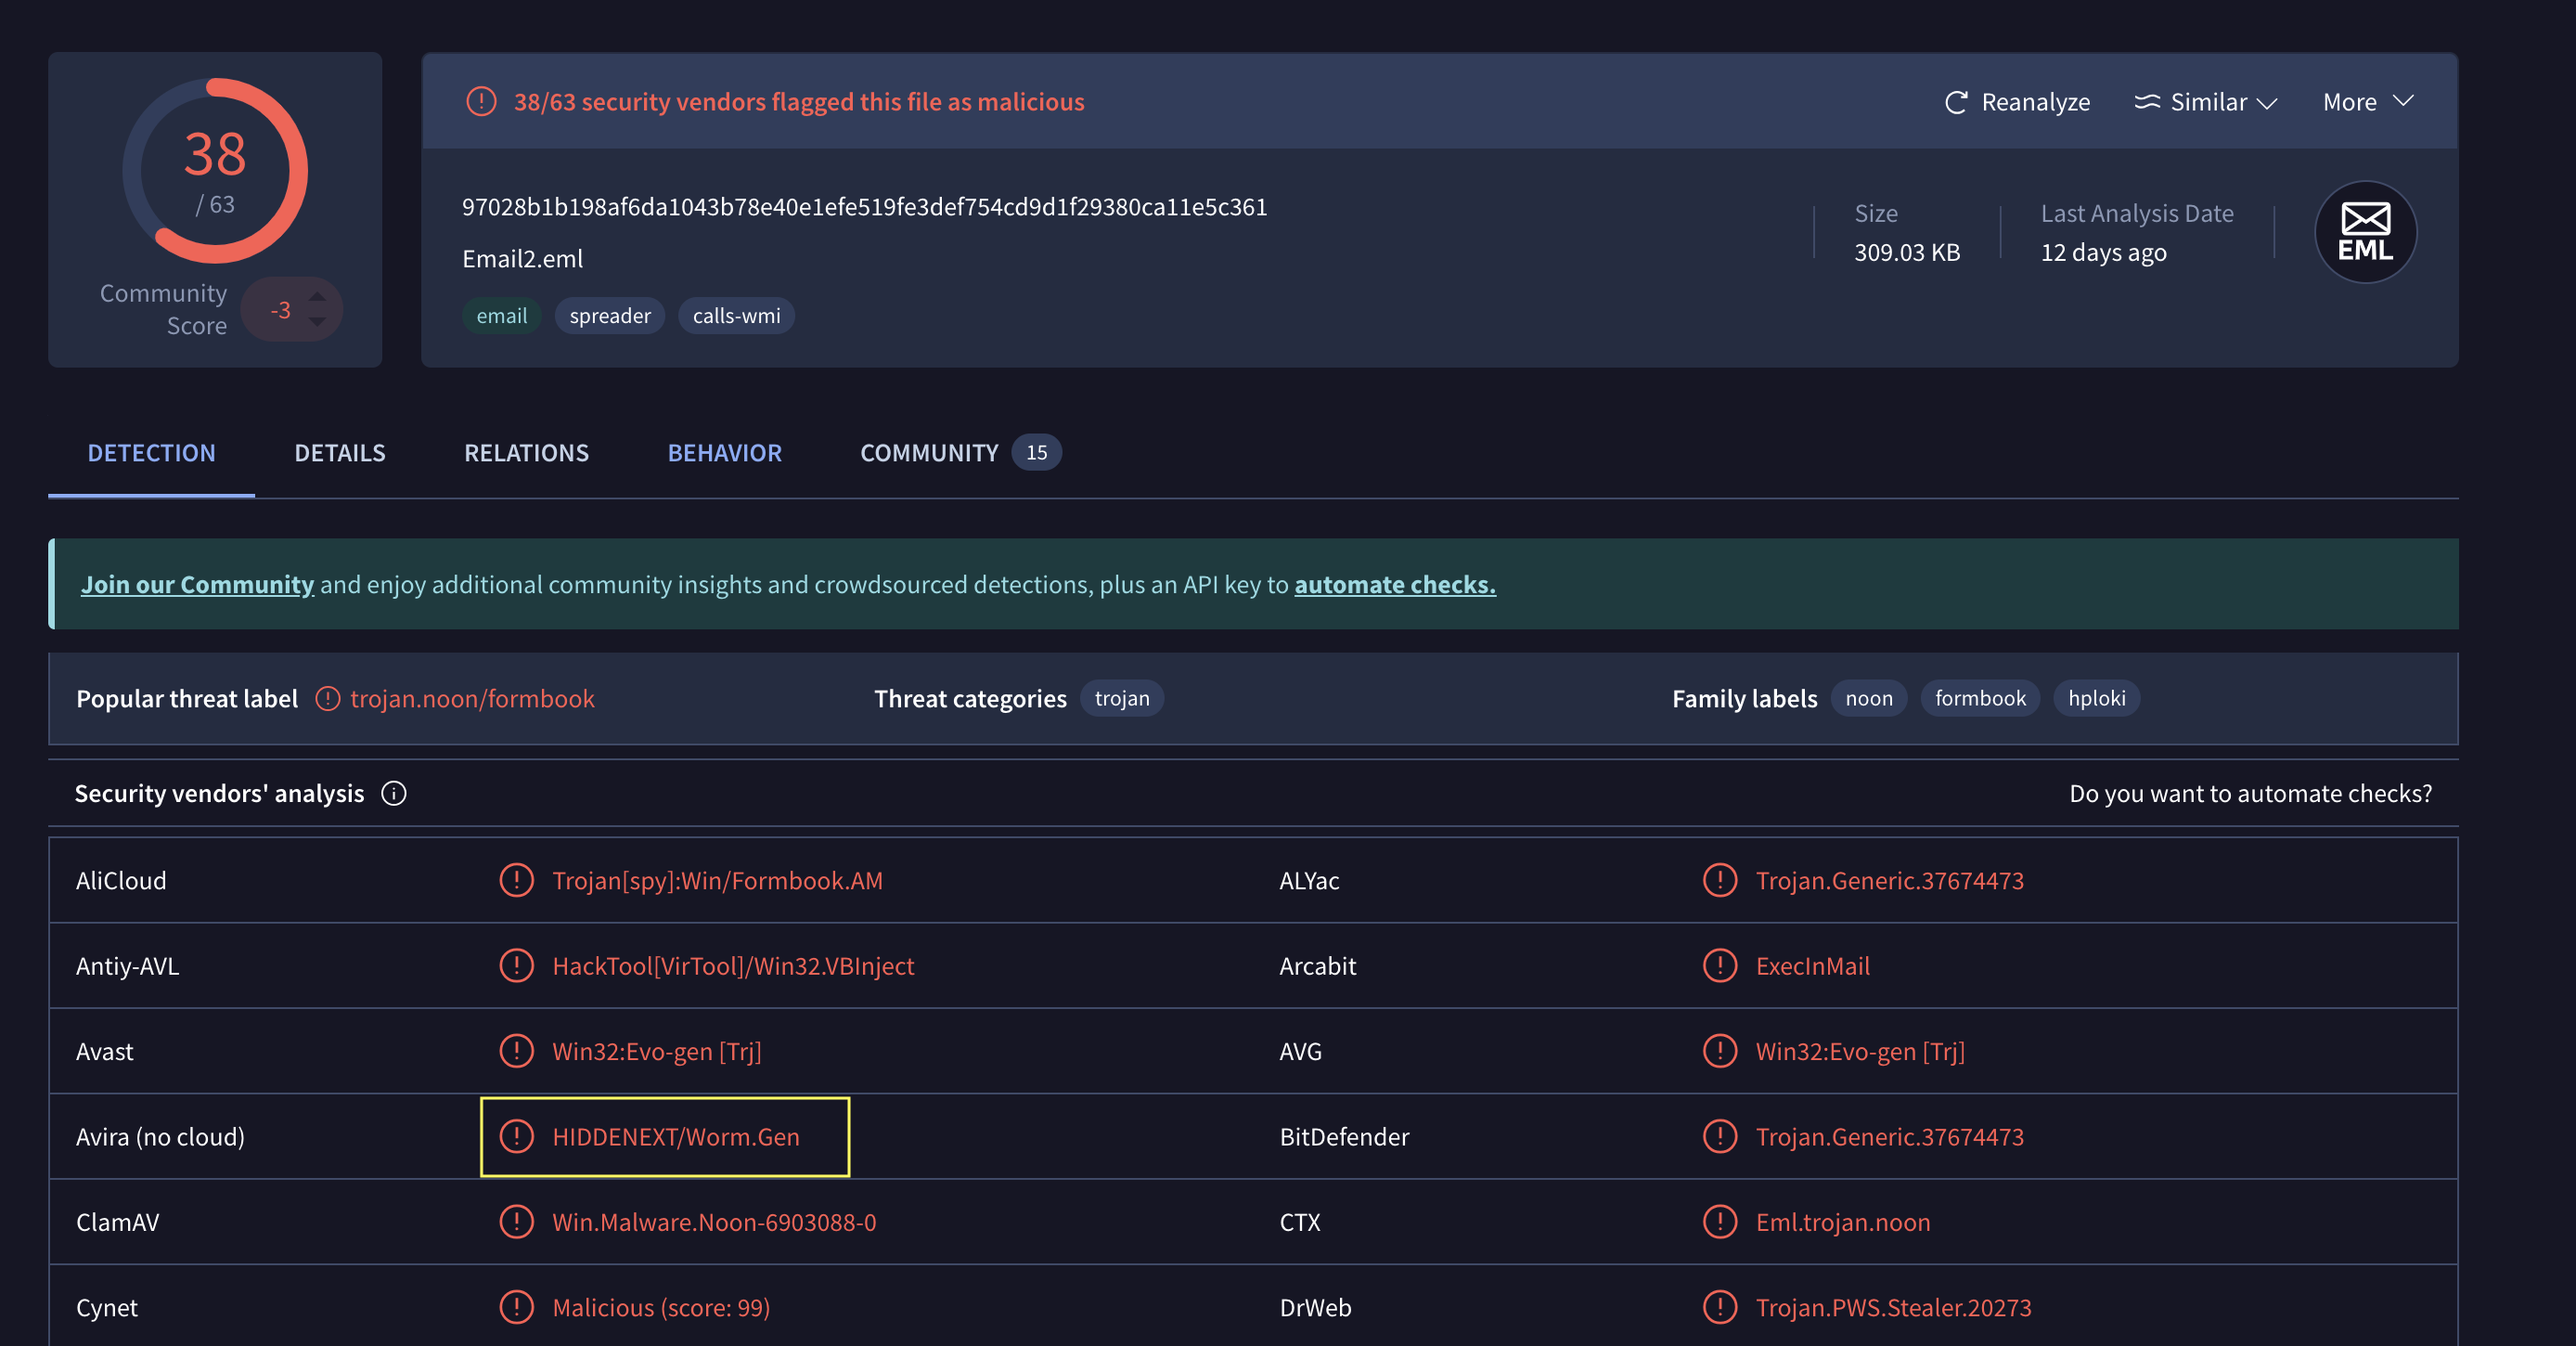 38
/ 63
Community Score
-3
38/63 security vendors flagged this file as malicious
Reanalyze
Similar
More
97028b1b198af6da1043b78e40e1efe519fe3def754cd9d1f29380ca11e5c361
Email2.eml
email spreader calls-wmi
Size
309.03 KB
Last Analysis Date
12 days ago
EML
DETECTION DETAILS RELATIONS BEHAVIOR COMMUNITY 15
Join our Community and enjoy additional community insights and crowdsourced detections, plus an API key to automate checks.
Popular threat label trojan.noon/formbook Threat categories trojan Family labels noon formbook hploki
Security vendors' analysis Do you want to automate checks?
AliCloud Trojan[spy]:Win/Formbook.AM ALYac Trojan.Generic.37674473
Antiy-AVL HackTool[VirTool]/Win32.VBInject Arcabit ExecInMail
Avast Win32:Evo-gen [Trj] AVG Win32:Evo-gen [Trj]
Avira (no cloud) HIDDENEXT/Worm.Gen BitDefender Trojan.Generic.37674473
ClamAV Win.Malware.Noon-6903088-0 CTX Eml.trojan.noon
Cynet Malicious (score: 99) DrWeb Trojan.PWS.Stealer.20273